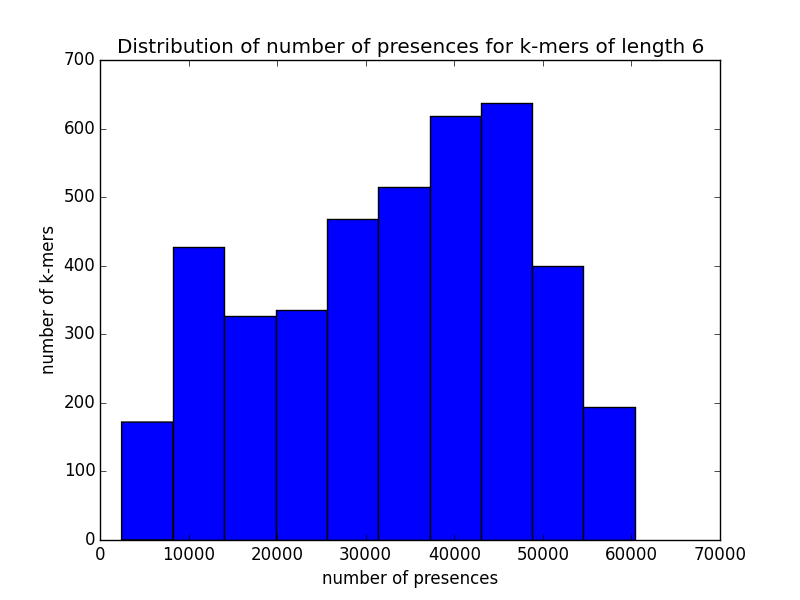 Distribution of number of presences for k-mers of length 6
700
600
500
400
300
200
100
0
number of k-mers
0 10000 20000 30000 40000 50000 60000 70000
number of presences